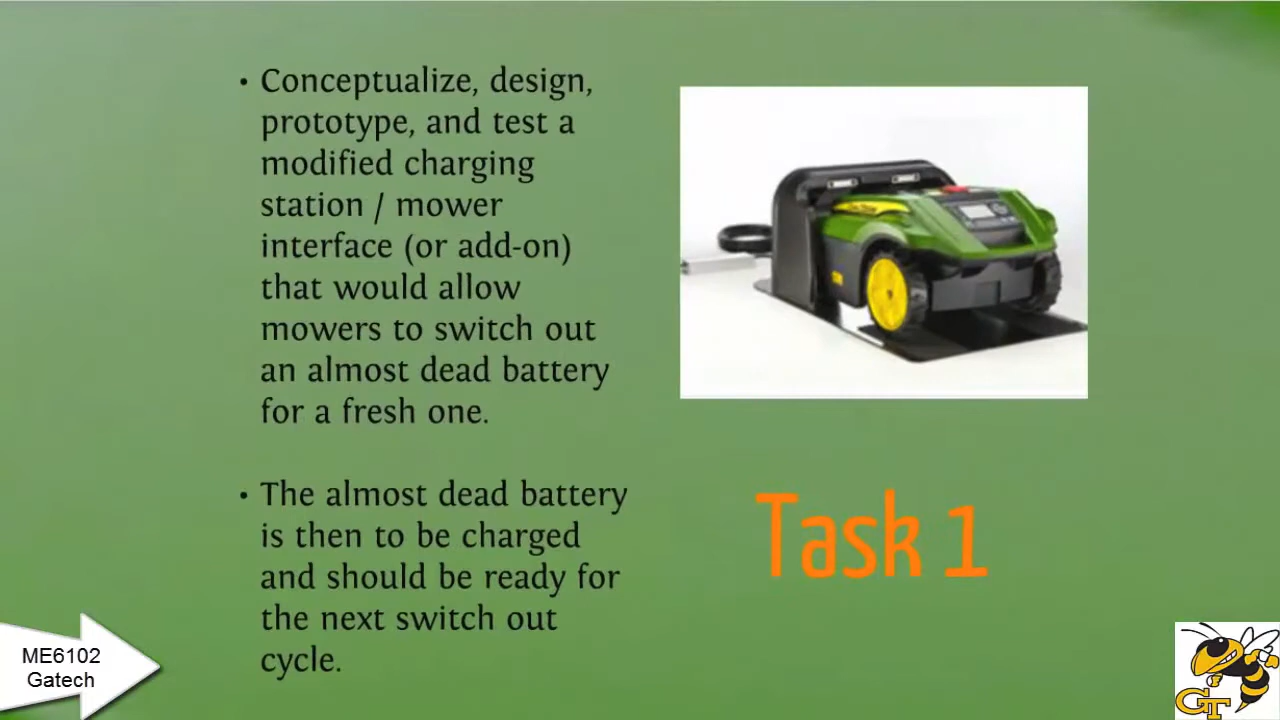 • Conceptualize, design,
prototype, and test a
modified charging
station / mower
interface (or add-on)
that would allow
mowers to switch out
an almost dead battery
for a fresh one.
• The almost dead battery
is then to be charged
and should be ready for
the next switch out
cycle.
Task 1
ME6102
Gatech
GT